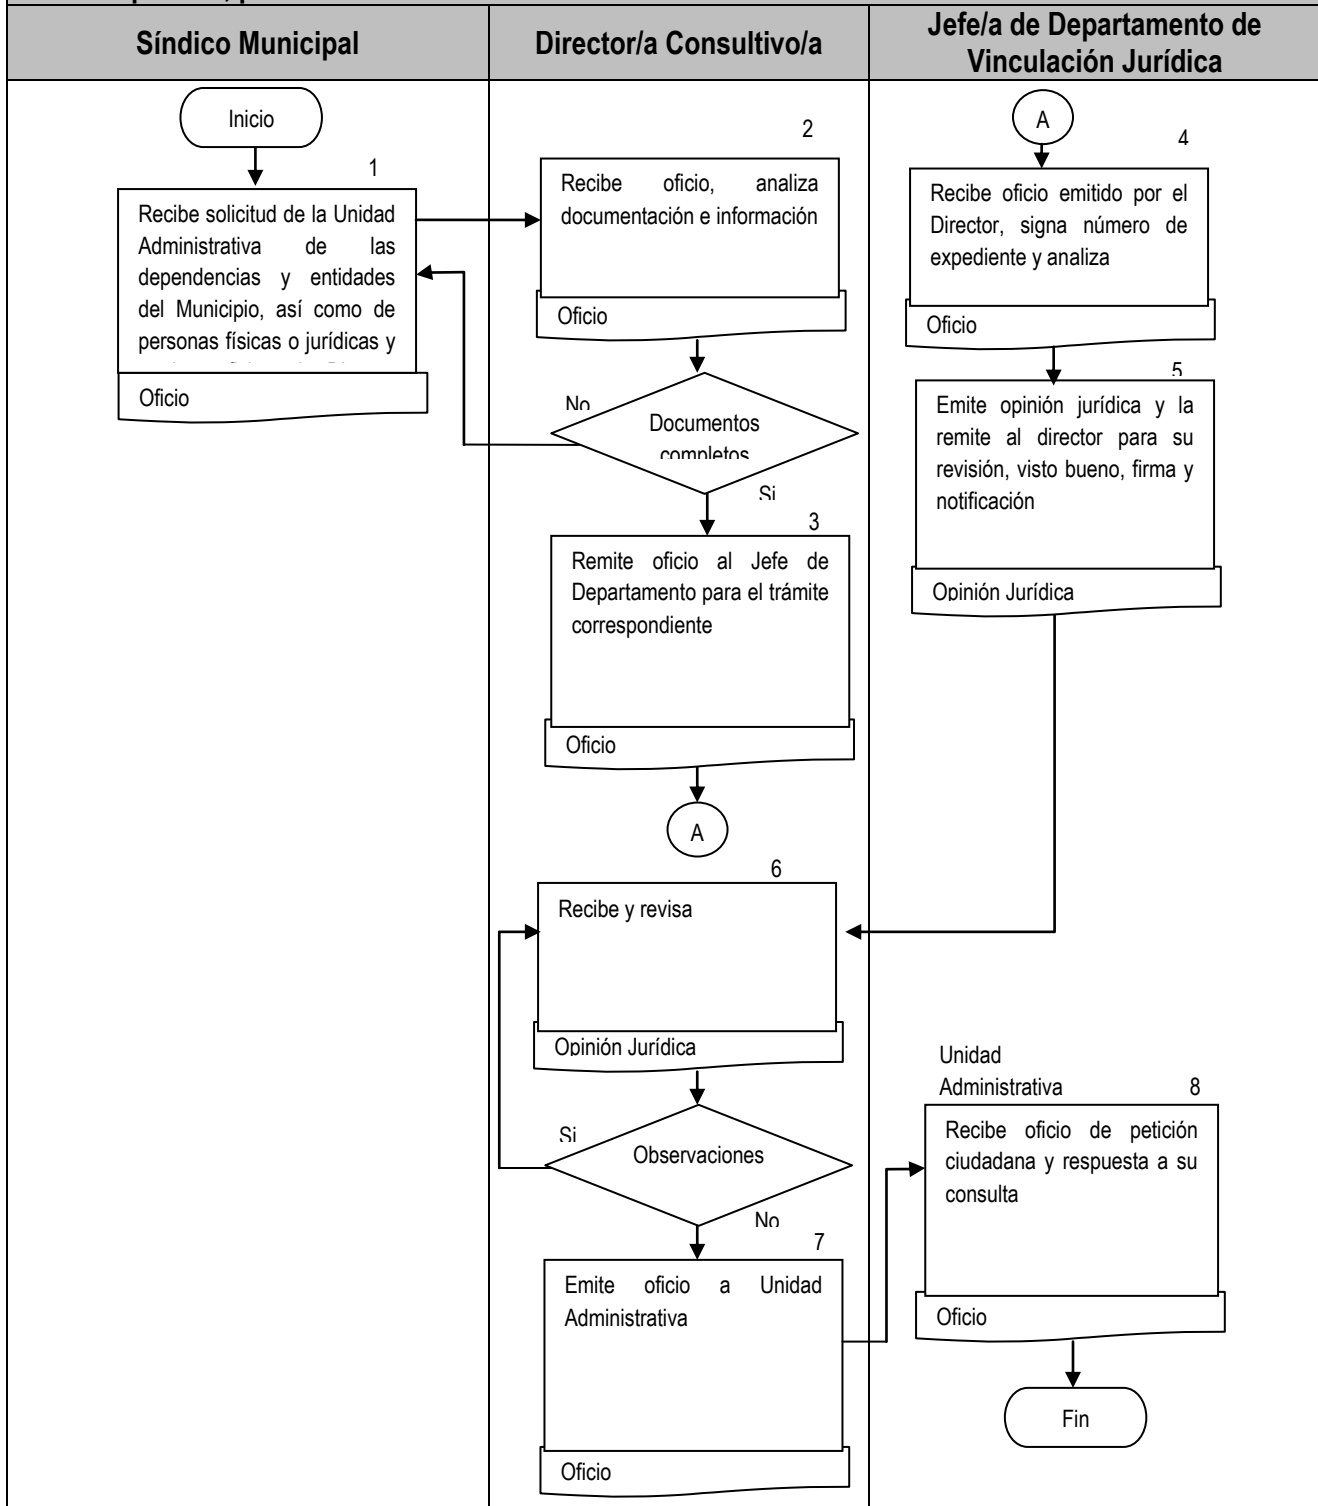 Síndico Municipal
Director/a Consultivo/a
Jefe/a de Departamento de
Vinculación Jurídica
Inicio
1
Recibe solicitud de la Unidad
Administrativa de las
dependencias y entidades
del Municipio, así como de
personas físicas o jurídicas y
Oficio
2
Recibe oficio, analiza
documentación e información
Oficio
No
Documentos
completos
Si
3
Remite oficio al Jefe de
Departamento para el trámite
correspondiente
Oficio
A
A
4
Recibe oficio emitido por el
Director, signa número de
expediente y analiza
Oficio
5
Emite opinión jurídica y la
remite al director para su
revisión, visto bueno, firma y
notificación
Opinión Jurídica
6
Recibe y revisa
Opinión Jurídica
Si
Observaciones
No
7
Emite oficio a Unidad
Administrativa
Oficio
Unidad
Administrativa
8
Recibe oficio de petición
ciudadana y respuesta a su
consulta
Oficio
Fin